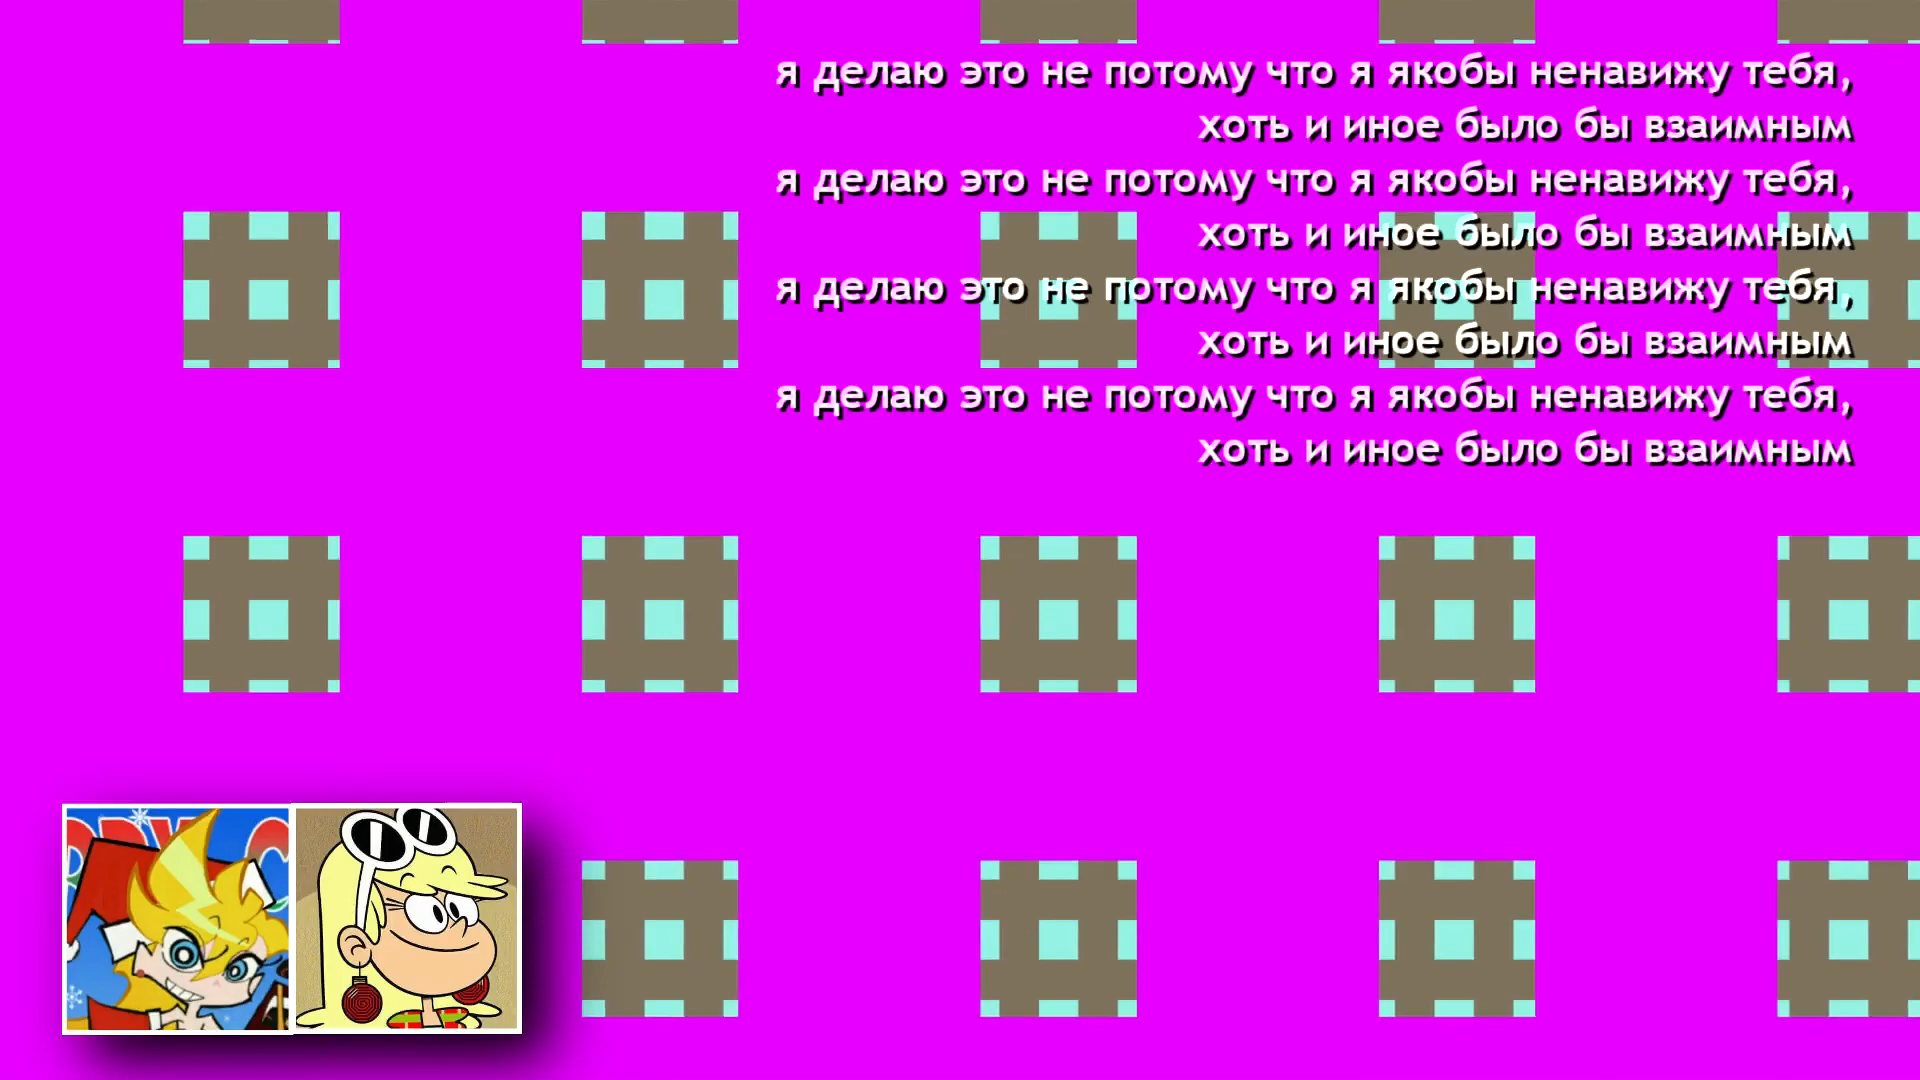 я делаю это не потому что я якобы ненавижу тебя,
хоть и иное было бы взаимным
я делаю это не потому что я якобы ненавижу тебя,
хоть и иное было бы взаимным
я делаю это не потому что я якобы ненавижу тебя,
хоть и иное было бы взаимным
я делаю это не потому что я якобы ненавижу тебя,
хоть и иное было бы взаимным